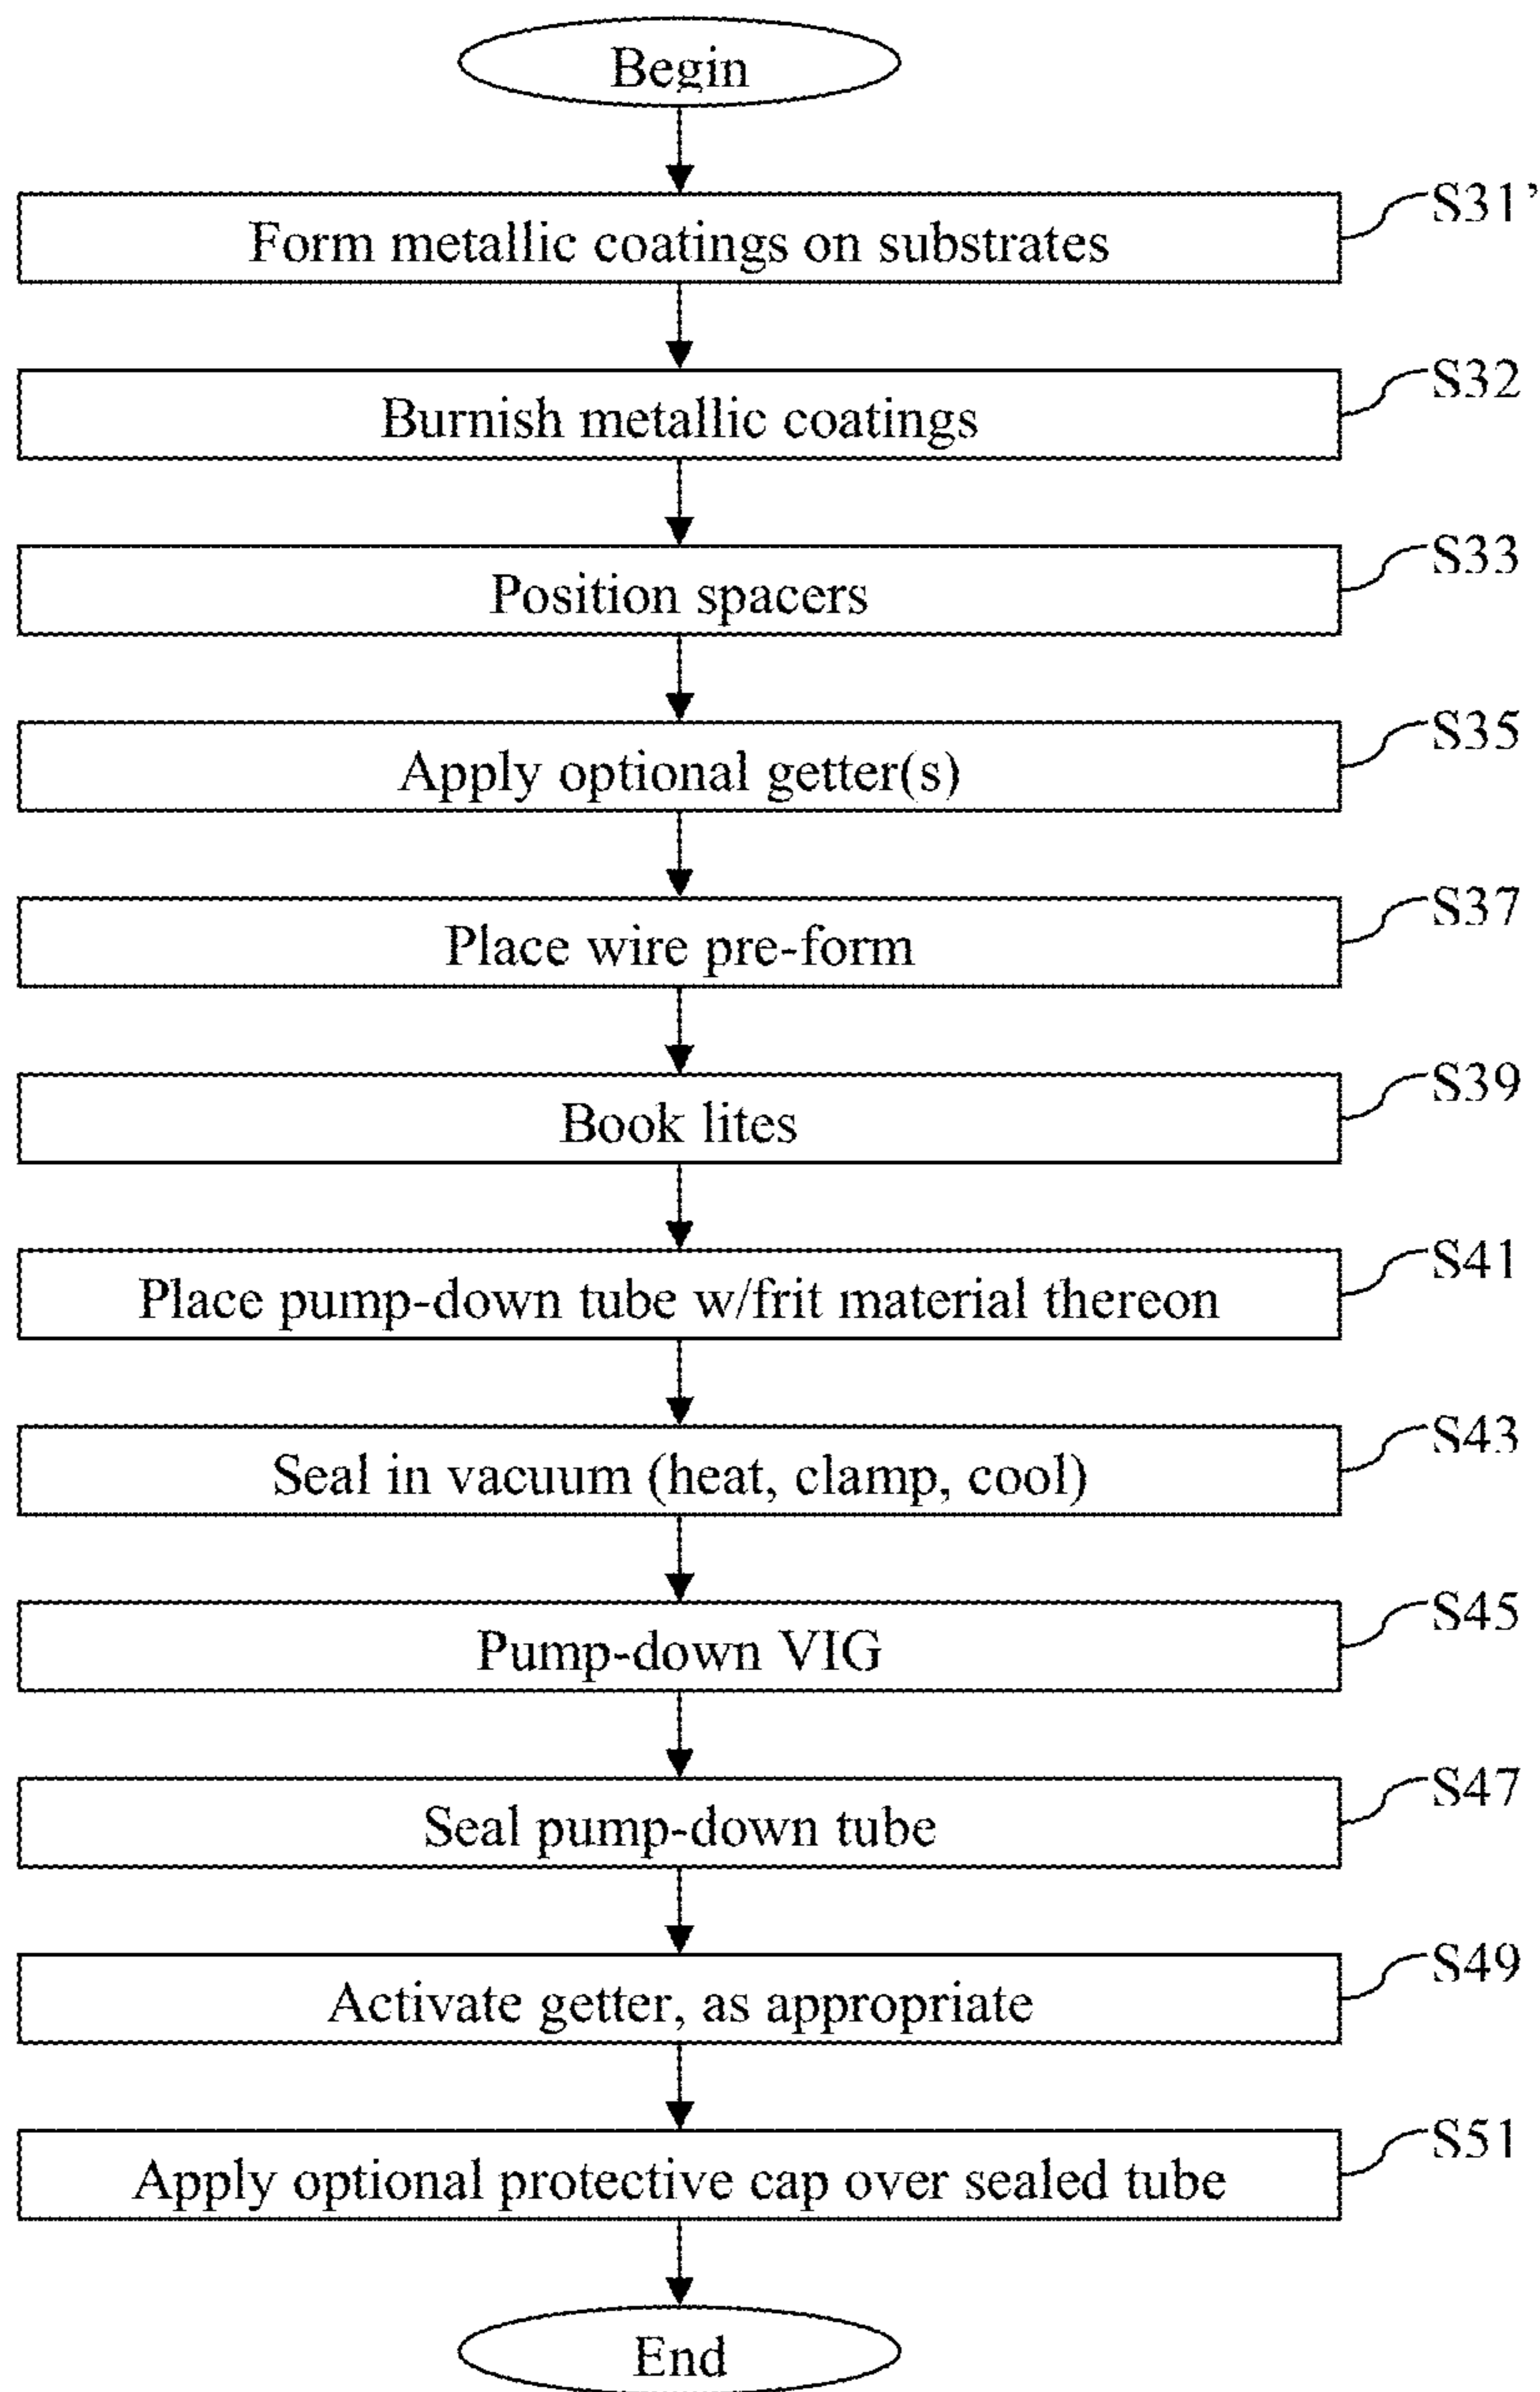 Begin
Form metallic coatings on substrates
S31’
Burnish metallic coatings
S32
Position spacers
S33
Apply optional getter(s)
S35
Place wire pre-form
S37
Book lites
S39
Place pump-down tube w/frit material thereon
S41
Seal in vacuum (heat, clamp, cool)
S43
Pump-down VIG
S45
Seal pump-down tube
S47
Activate getter, as appropriate
S49
Apply optional protective cap over sealed tube
S51
End